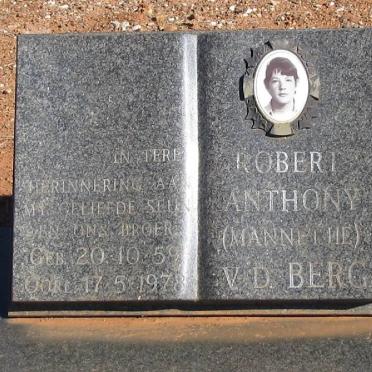 IN TERE
HERINNERING AAN
MY GELIEFDE SEUN
EN ONS BROER
GEB. 20·10·59
OORL. 17·5·1978
ROBERT
ANTHONY
(MANNETJIE)
V.D. BERG